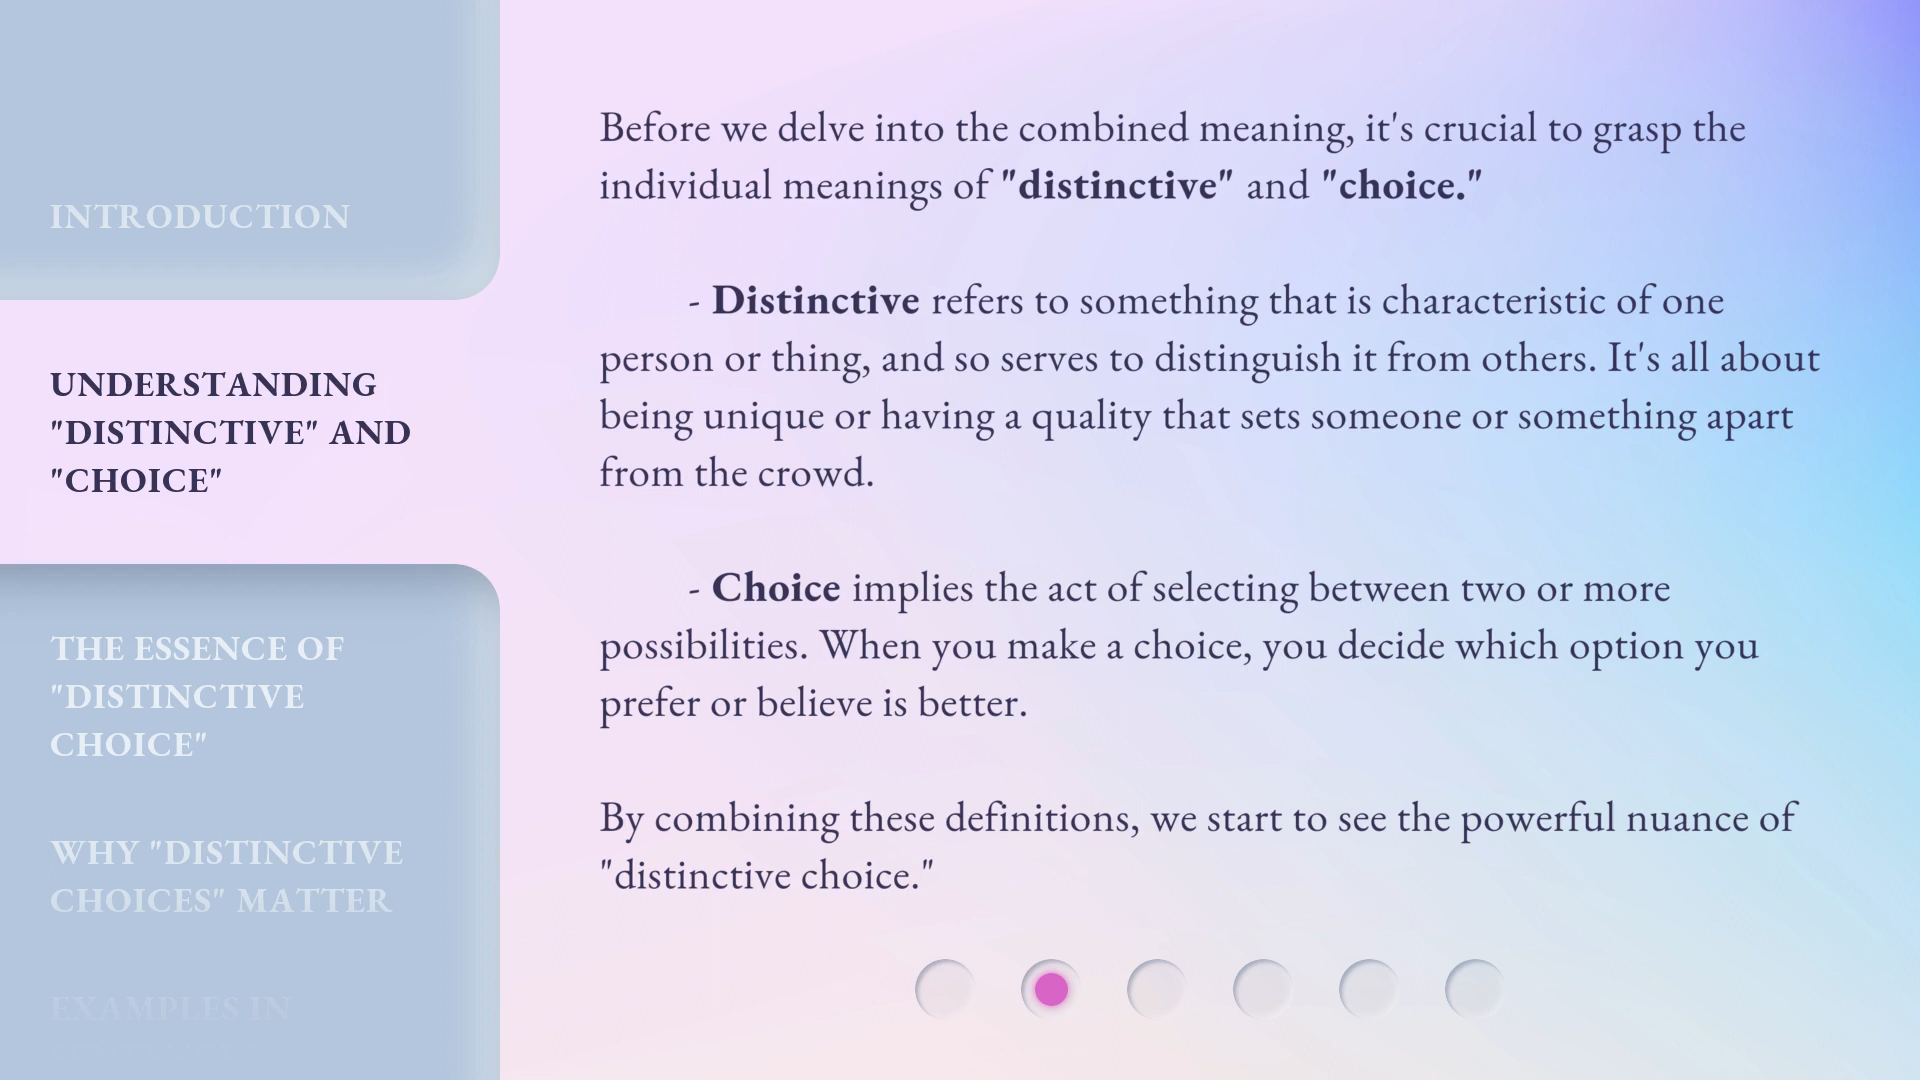 INTRODUCTION
UNDERSTANDING
"DISTINCTIVE" AND
"CHOICE"
THE ESSENCE OF
"DISTINCTIVE
CHOICE"
WHY "DISTINCTIVE
CHOICES" MATTER
EXAMPLES IN
Before we delve into the combined meaning, it's crucial to grasp the
individual meanings of "distinctive" and "choice."
- Distinctive refers to something that is characteristic of one
person or thing, and so serves to distinguish it from others. It's all about
being unique or having a quality that sets someone or something apart
from the crowd.
- Choice implies the act of selecting between two or more
possibilities. When you make a choice, you decide which option you
prefer or believe is better.
By combining these definitions, we start to see the powerful nuance of
"distinctive choice."